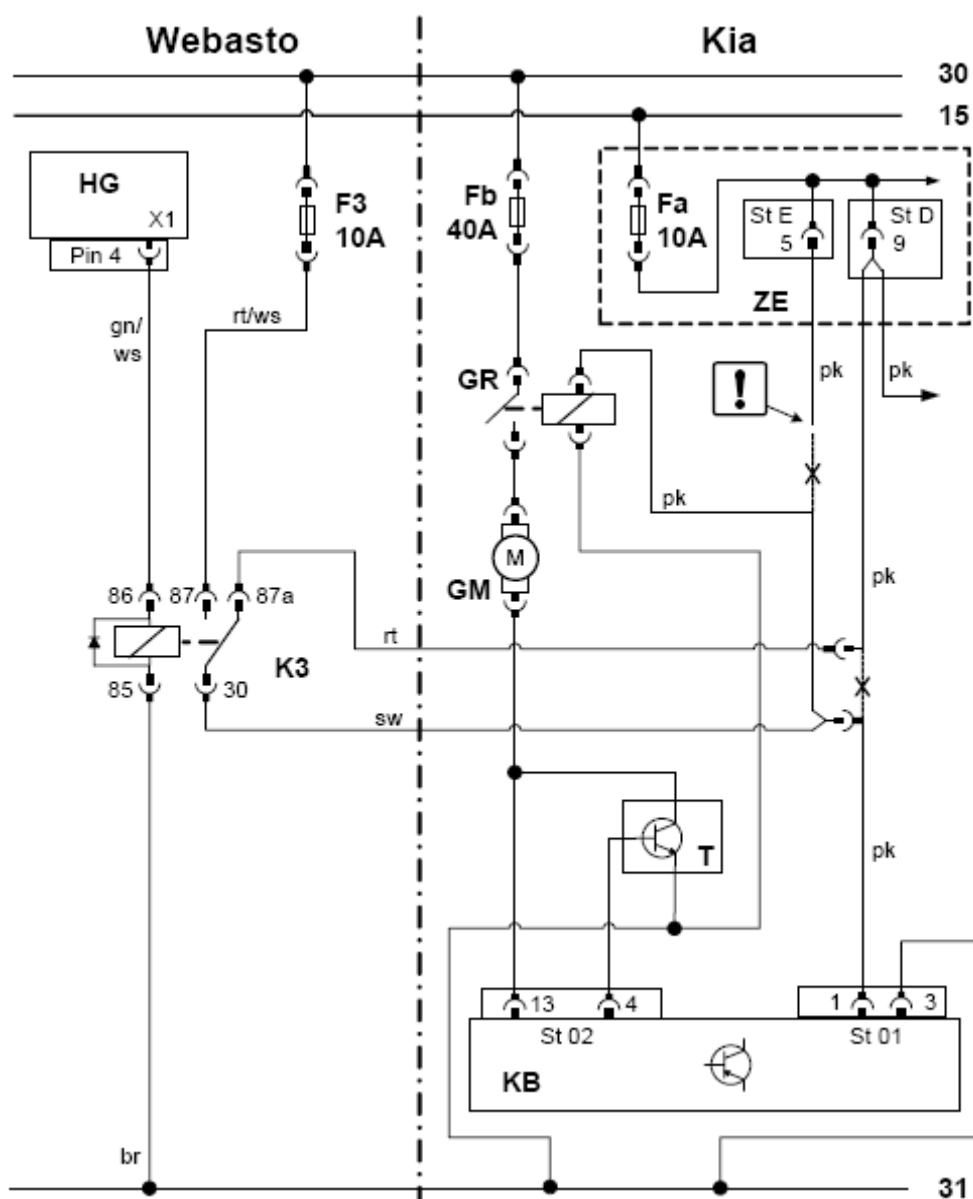 Webasto
Kia
30
15
HG
X1
Pin 4
F3
10A
Fb
40A
Fa
10A
St E
5
St D
9
ZE
gn/
ws
rt/ws
GR
!
pk
pk
pk
GM
M
pk
86
87
87a
rt
K3
85
30
sw
T
pk
13
4
1
3
St 02
St 01
KB
br
31